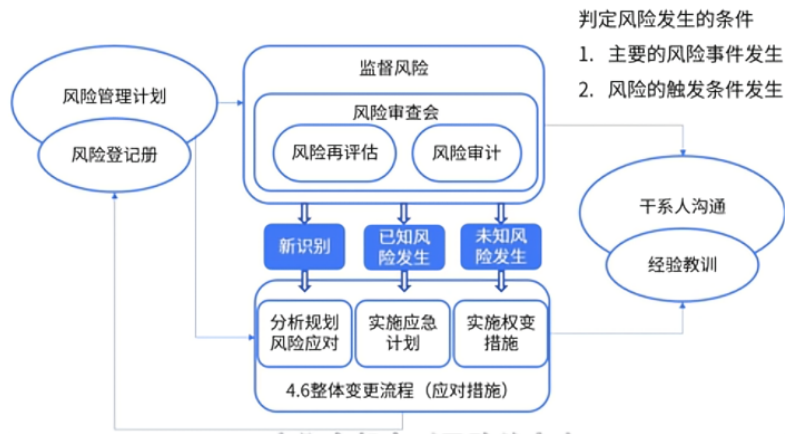 判定风险发生的条件
1. 主要的风险事件发生
2. 风险的触发条件发生
监督风险
风险管理计划
风险审查会
风险登记册
风险再评估
风险审计
干系人沟通
经验教训
新识别
已知风
险发生
未知风
险发生
分析规划
风险应对
实施应急
计划
实施权变
措施
4.6整体变更流程（应对措施）